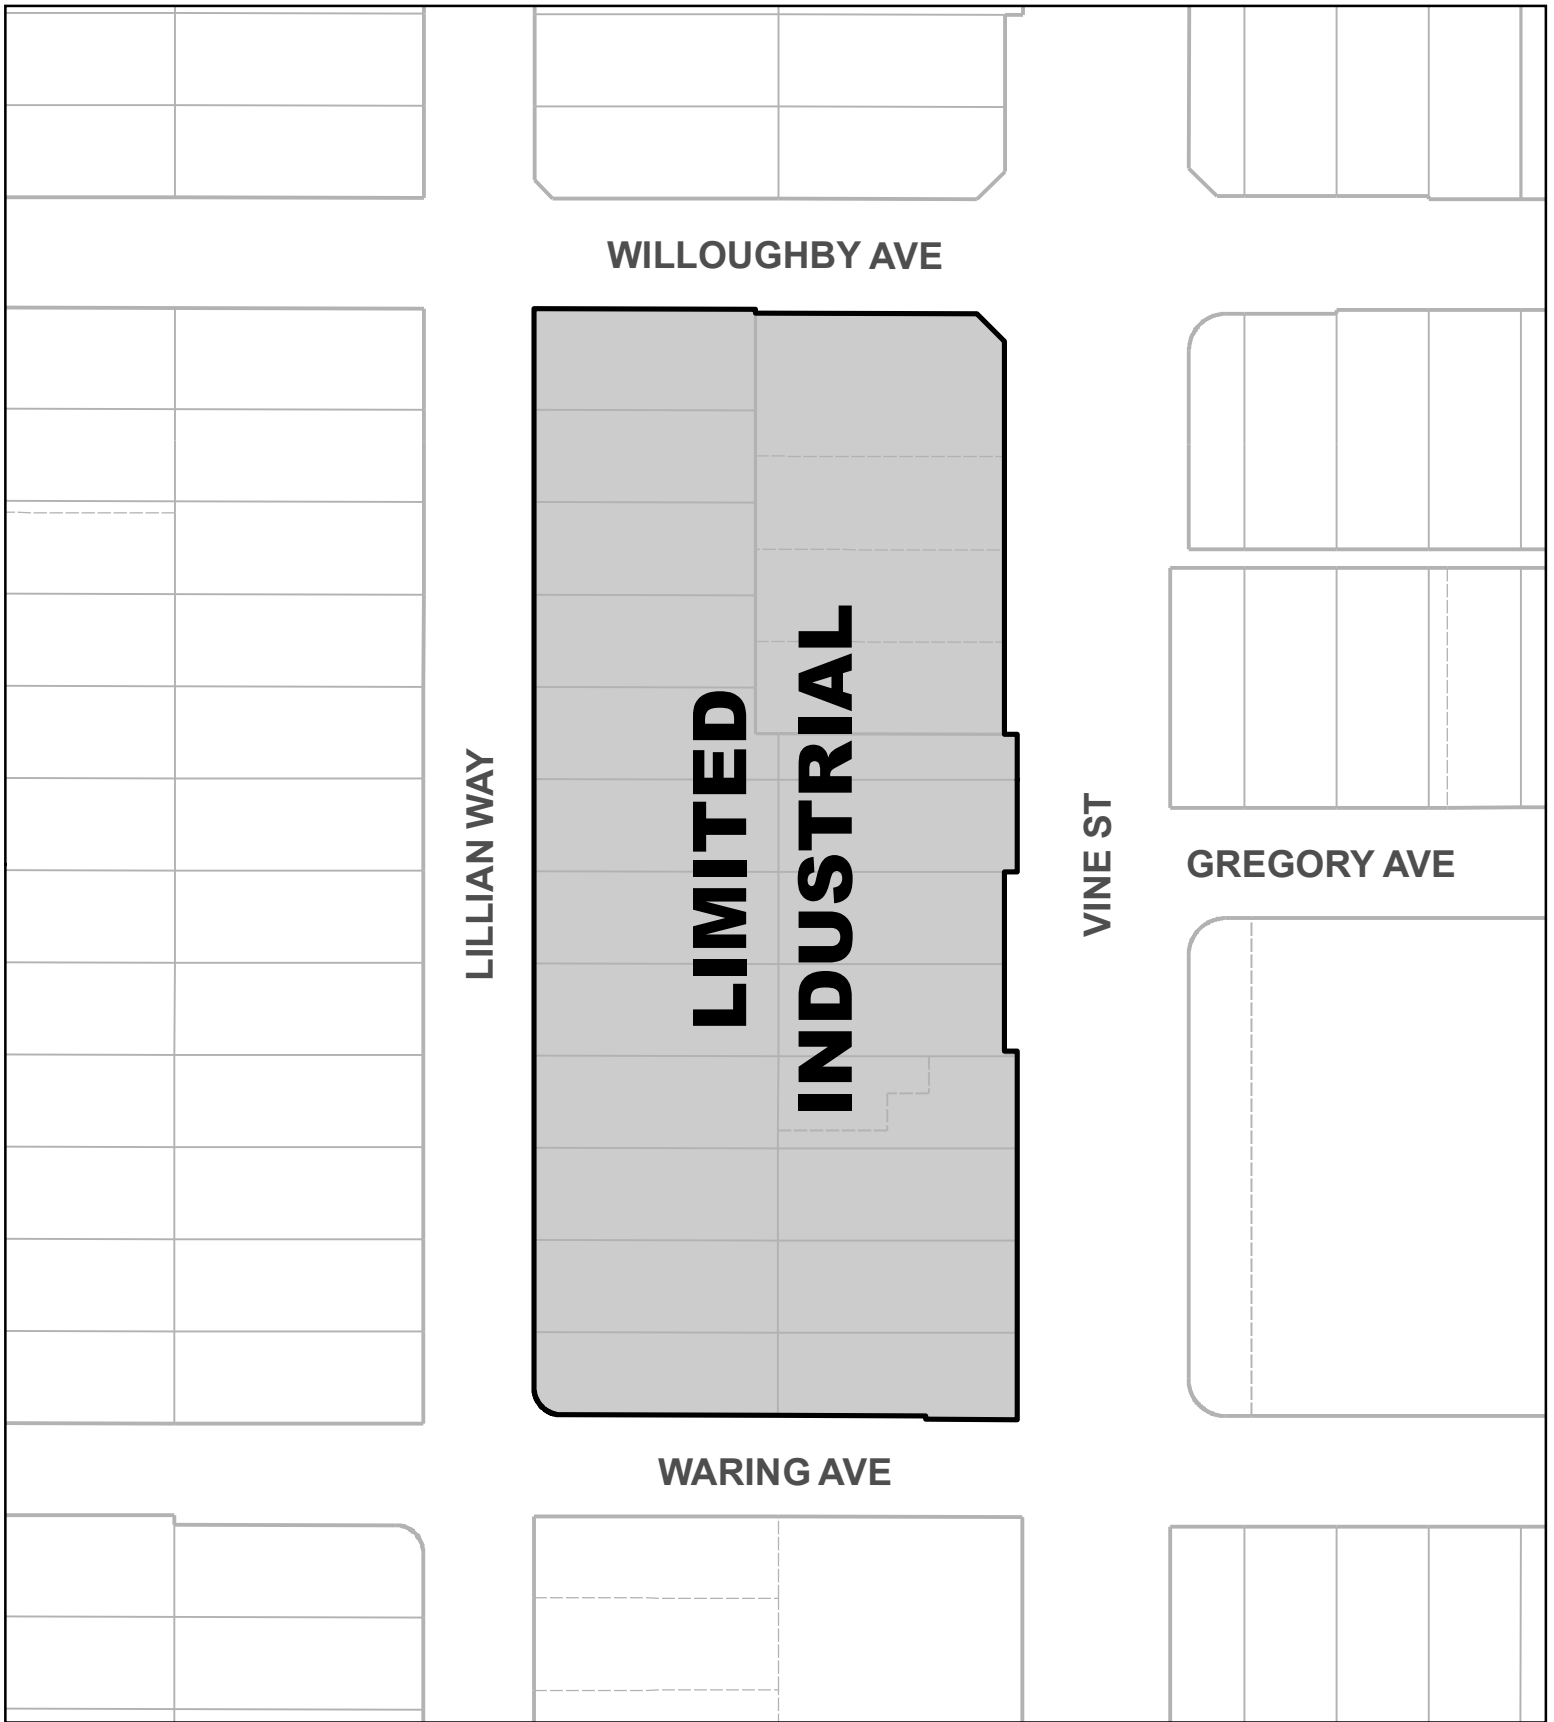 WILLOUGHBY AVE
LILLIAN WAY
LIMITED
INDUSTRIAL
VINE ST
GREGORY AVE
WARING AVE